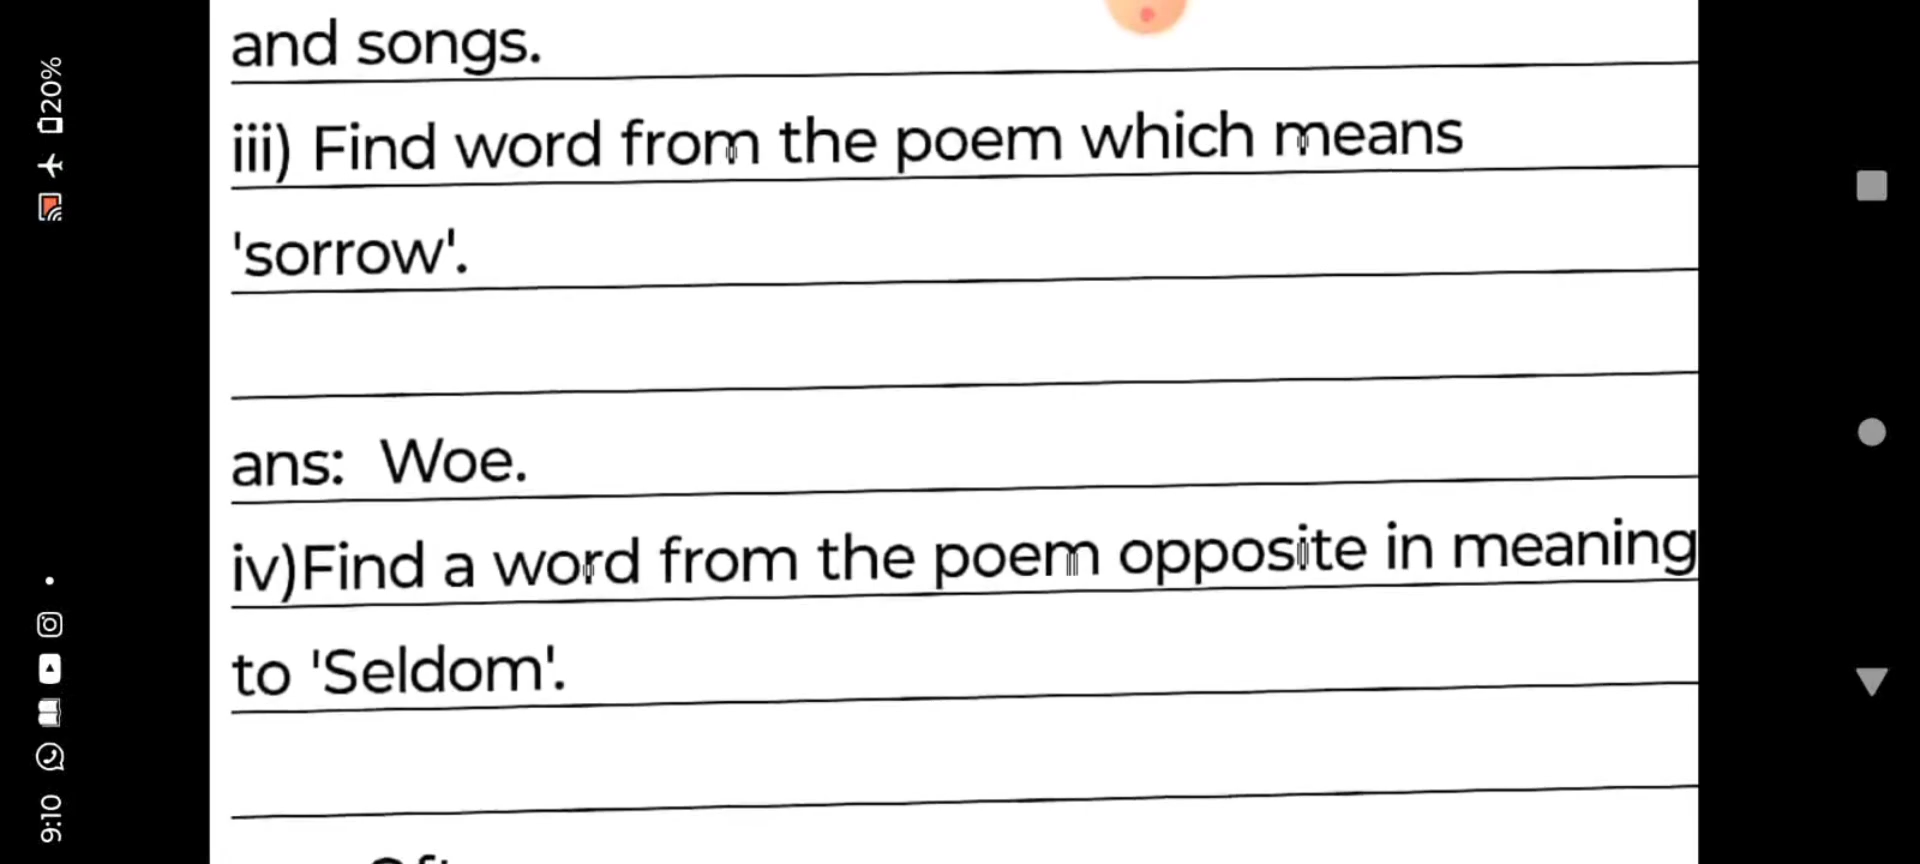 and songs.
iii) Find word from the poem which means
'sorrow'.
ans: Woe.
iv)Find a word from the poem opposite in meaning
to 'Seldom'.
20%
9:10